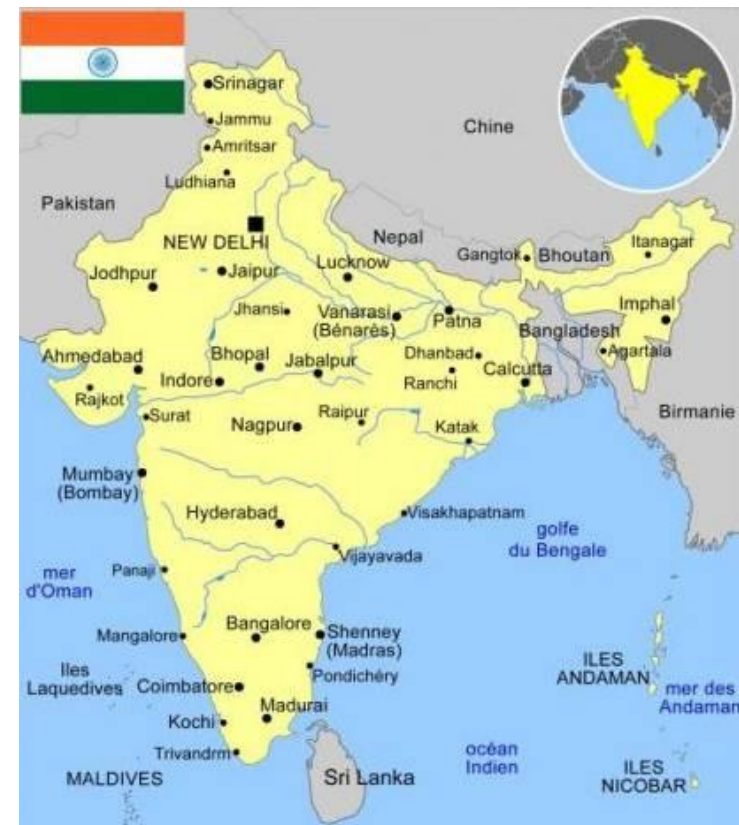 Srinagar
Chine
Jammu
Amritsar
Ludhiana
Pakistan
NEW DELHI
Nepal
Gangtok
Bhoutan
Itanagar
Jodhpur
Jaipur
Lucknow
Jhansi
Vanarasi
(Bénarès)
Patna
Bangladesh
Imphal
Ahmedabad
Bhopal
Jabalpur
Dhanbad
Agartala
Rajkot
Indore
Ranchi
Calcutta
Surat
Nagpur
Raipur
Katak
Birmanie
Mumbay
(Bombay)
Hyderabad
Visakhapatnam
golfe
du Bengale
Vijayavada
mer
d'Oman
Panaji
Mangalore
Bangalore
Shenney
(Madras)
Iles
Laquedives
Coimbatore
Pondichéry
ILES
ANDAMAN
mer des
Andaman
Kochi
Madurai
Trivandrm
MALDIVES
Sri Lanka
océan
Indien
ILES
NICOBAR